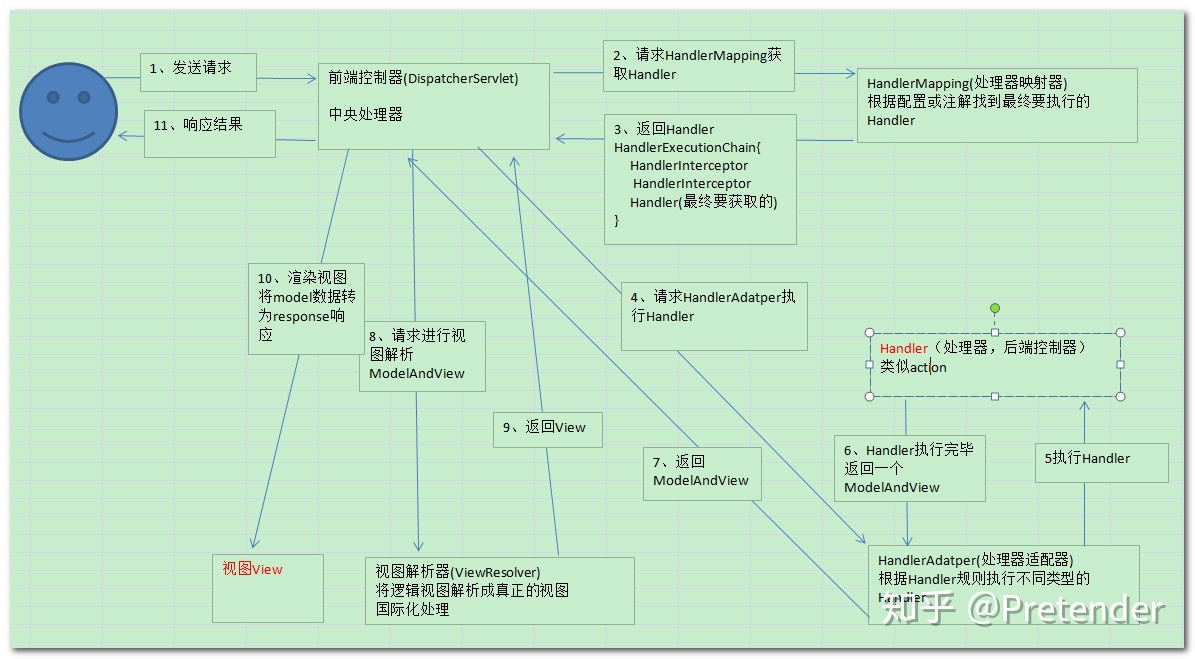 1、发送请求
11、响应结果
前端控制器(DispatcherServlet)
中央处理器
2、请求HandlerMapping获
取Handler
HandlerMapping(处理器映射器)
根据配置或注解找到最终要执行的
Handler
3、返回Handler
HandlerExecutionChain{
HandlerInterceptor
HandlerInterceptor
Handler(最终要获取的)
}
10、渲染视图
将model数据转
为response响
应
8、请求进行视
图解析
ModelAndView
4、请求HandlerAdatper执
行Handler
Handler（处理器，后端控制器）
类似action
9、返回View
7、返回
ModelAndView
6、Handler执行完毕
返回一个
ModelAndView
5执行Handler
视图View
视图解析器(ViewResolver)
将逻辑视图解析成真正的视图
国际化处理
HandlerAdatper(处理器适配器)
根据Handler规则执行不同类型的
Handler
知乎 @Pretender